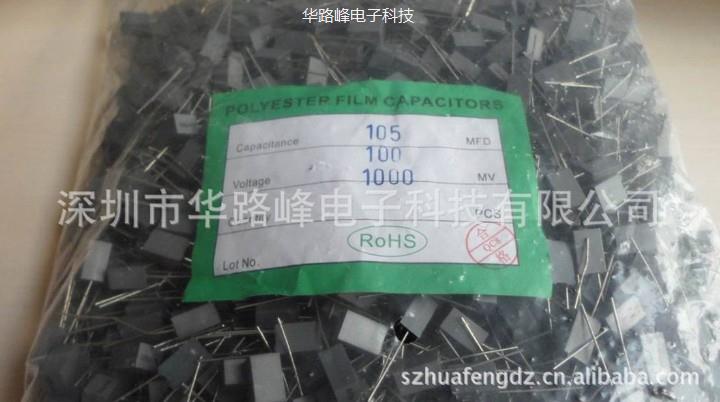 华路峰电子科技
POLYESTER FILM CAPACITORS
Capacitance 105 MFD
100
Voltage 1000 MV
深圳市华路峰电子科技有限公司
PCS
RoHS
合格
Lot No.
szhuafengdz.cn.alibaba.com